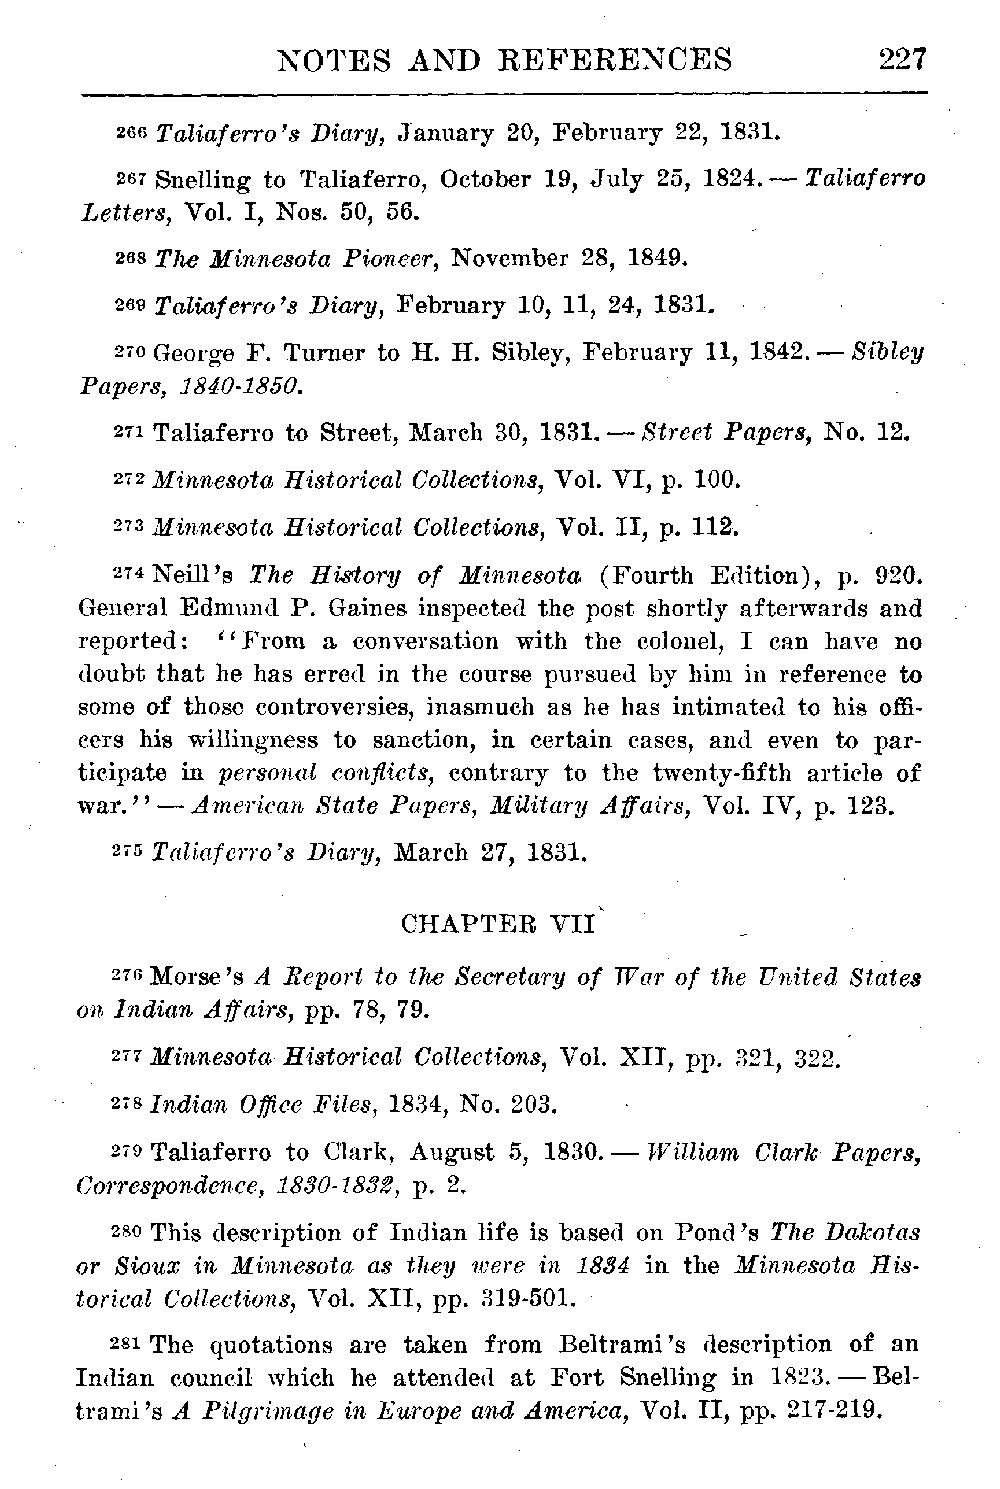 NOTES AND REFERENCES 227
266 Taliaferro's Diary, January 20, February 22, 1831.
267 Snelling to Taliaferro, October 19, July 25, 1824. — Taliaferro
Letters, Vol. I, Nos. 50, 56.
268 The Minnesota Pioneer, November 28, 1849.
269 Taliaferro's Diary, February 10, 11, 24, 1831.
270 George F. Turner to H. H. Sibley, February 11, 1842. — Sibley
Papers, 1840-1850.
271 Taliaferro to Street, March 30, 1831. — Street Papers, No. 12.
272 Minnesota Historical Collections, Vol. VI, p. 100.
273 Minnesota Historical Collections, Vol. II, p. 112.
274 Neill's The History of Minnesota (Fourth Edition), p. 920.
General Edmund P. Gaines inspected the post shortly afterwards and
reported: "From a conversation with the colonel, I can have no
doubt that he has erred in the course pursued by him in reference to
some of those controversies, inasmuch as he has intimated to his offi-
cers his willingness to sanction, in certain cases, and even to par-
ticipate in personal conflicts, contrary to the twenty-fifth article of
war." — American State Papers, Military Affairs, Vol. IV, p. 123.
275 Taliaferro's Diary, March 27, 1831.
CHAPTER VII
276 Morse's A Report to the Secretary of War of the United States
on Indian Affairs, pp. 78, 79.
277 Minnesota Historical Collections, Vol. XII, pp. 321, 322.
278 Indian Office Files, 1834, No. 203.
279 Taliaferro to Clark, August 5, 1830. — William Clark Papers,
Correspondence, 1830-1832, p. 2.
280 This description of Indian life is based on Pond's The Dakotas
or Sioux in Minnesota as they were in 1834 in the Minnesota His-
torical Collections, Vol. XII, pp. 319-501.
281 The quotations are taken from Beltrami's description of an
Indian council which he attended at Fort Snelling in 1823. — Bel-
trami's A Pilgrimage in Europe and America, Vol. II, pp. 217-219.